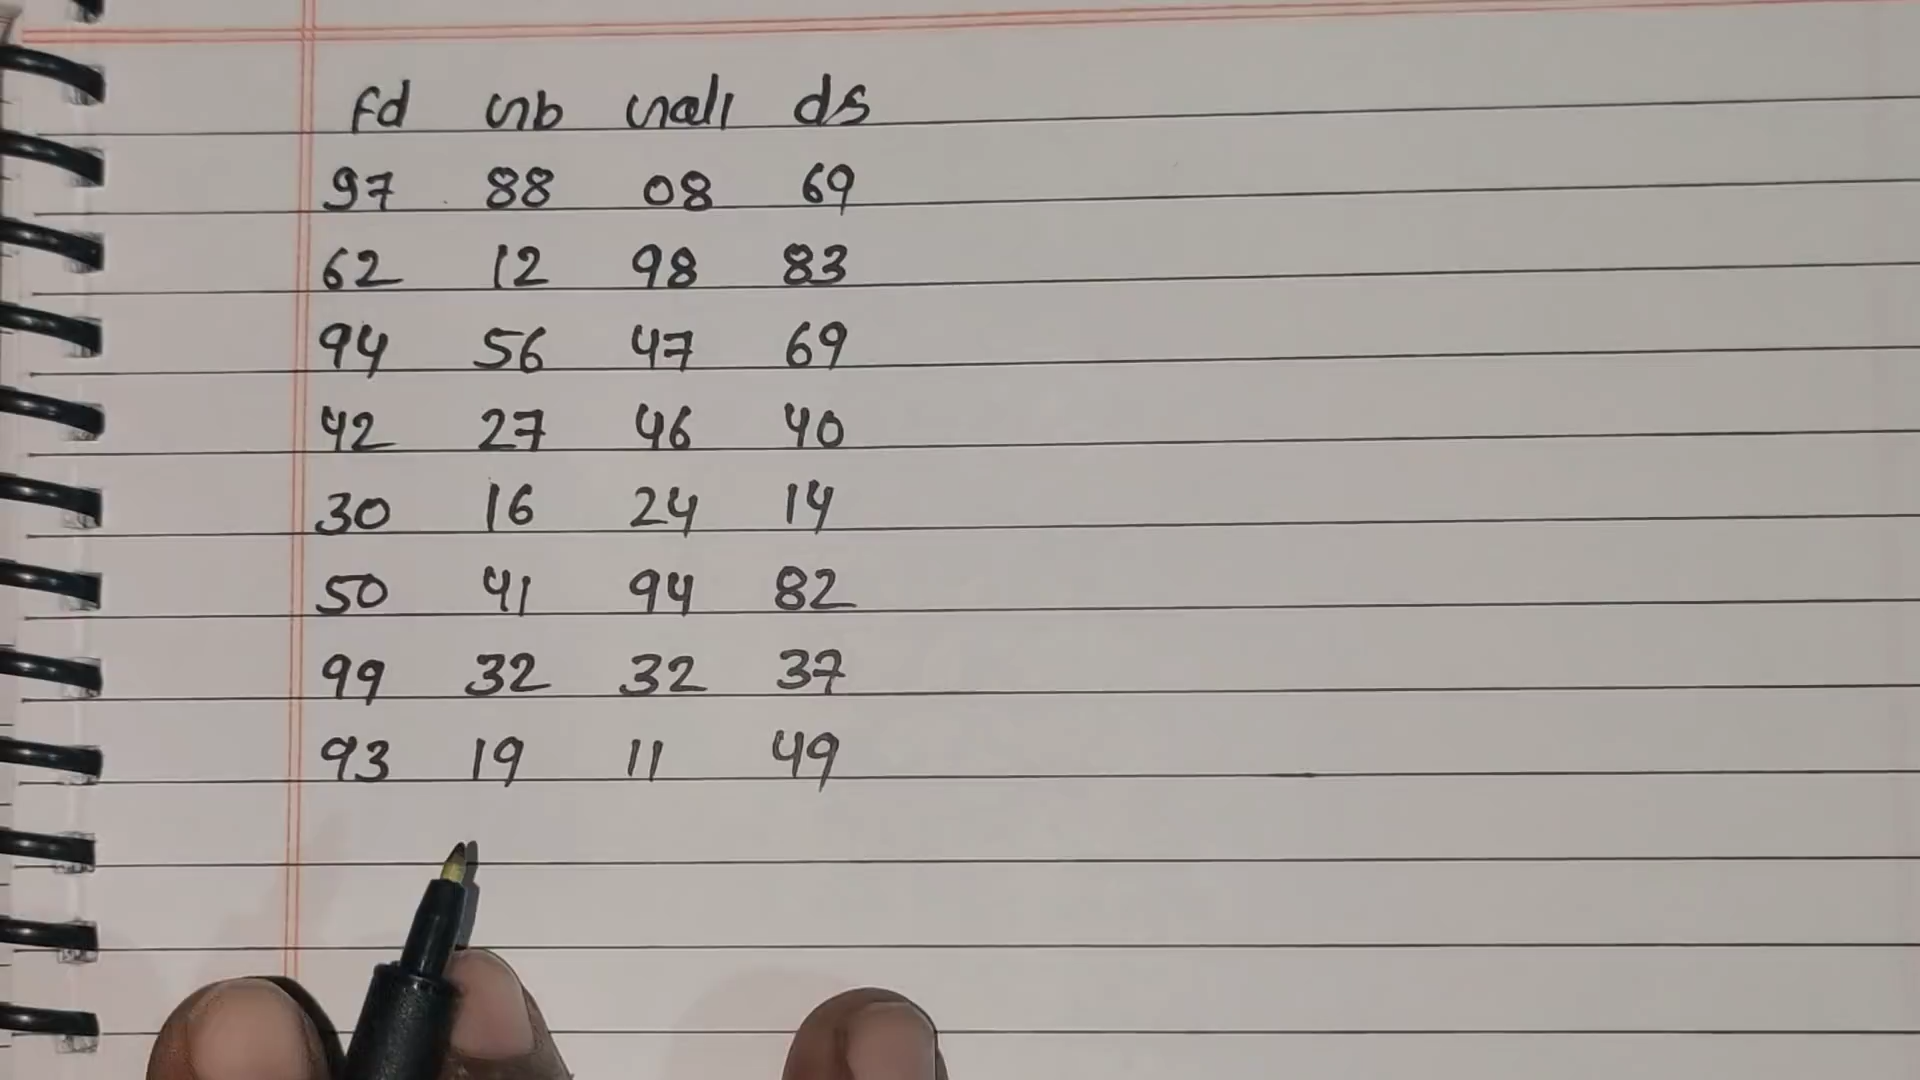 Fd Gb Gali ds
97 88 08 69
62 12 98 83
94 56 47 69
42 27 46 40
30 16 24 14
50 41 94 82
99 32 32 37
93 19 11 49